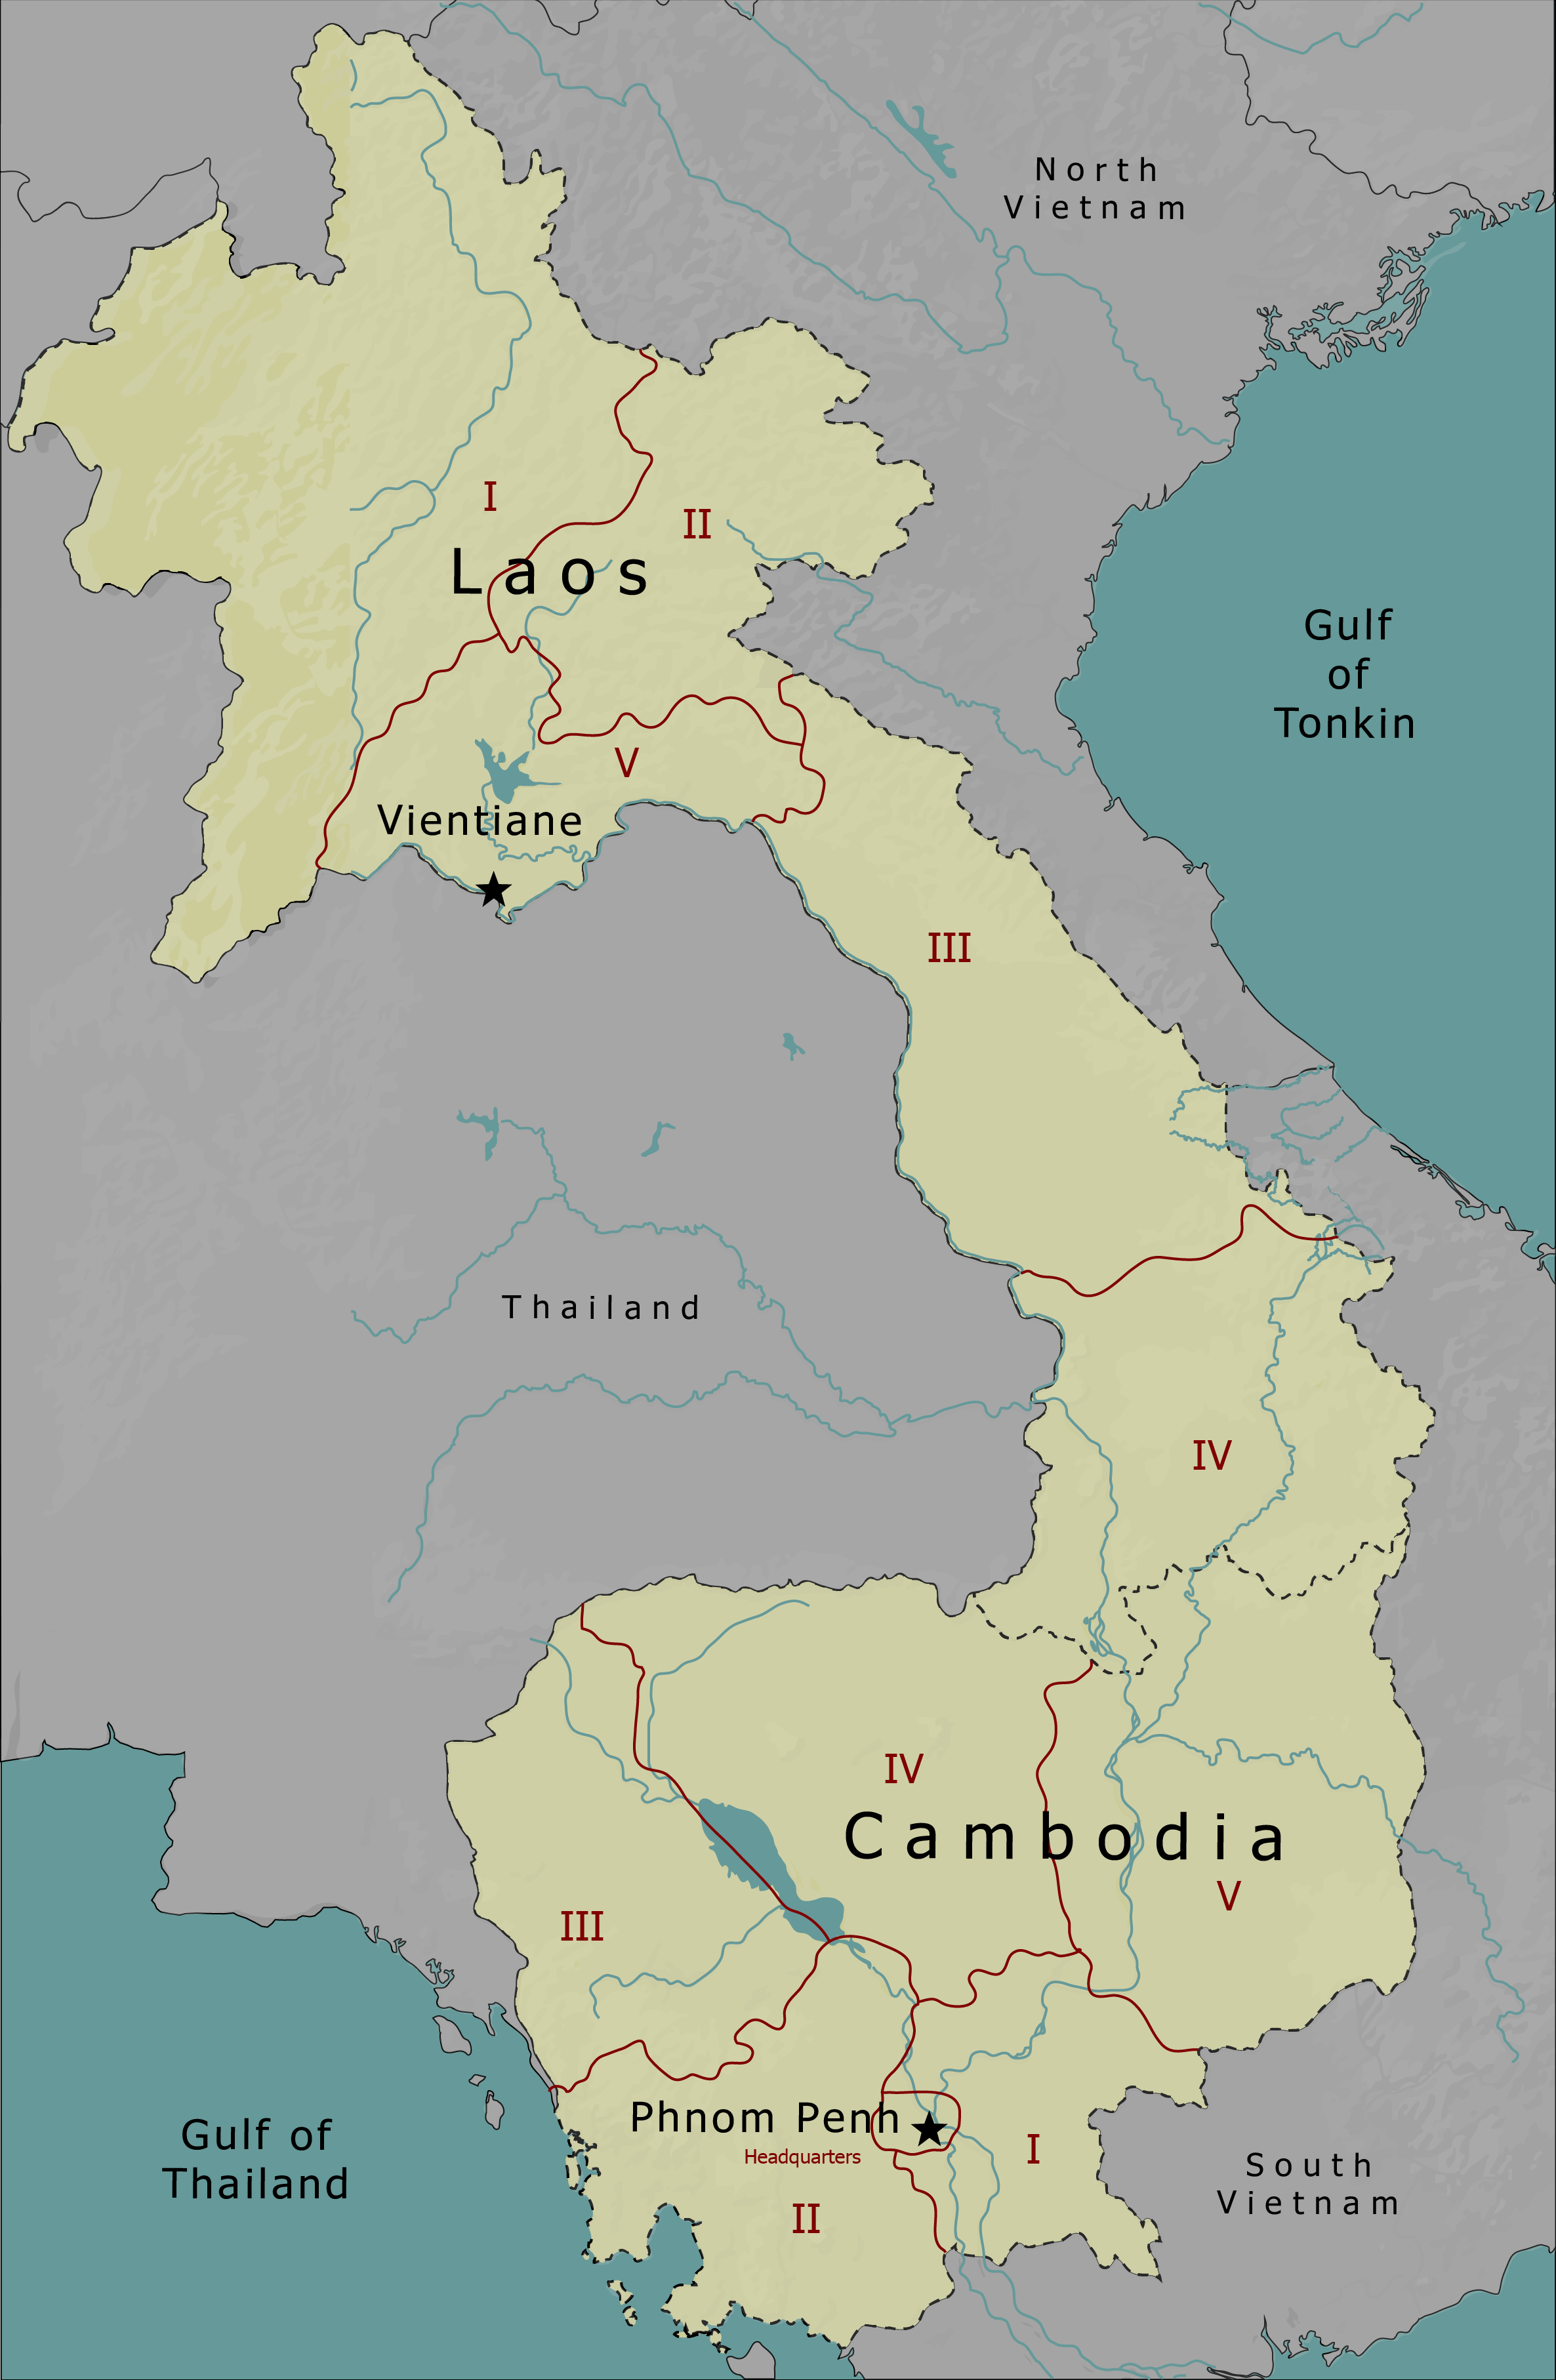 North
Vietnam
I
II
Laos
Gulf
of
Tonkin
V
Vientiane
III
Thailand
IV
IV
Cambodia
V
III
Phnom Penh
Headquarters
I
II
Gulf of
Thailand
South
Vietnam